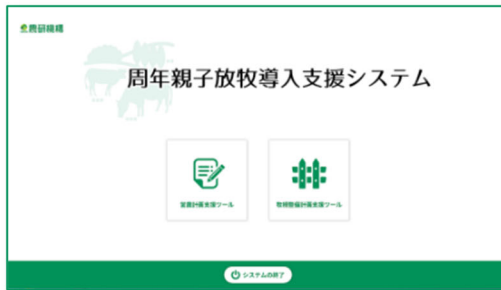 農研機構
周年親子放牧導入支援システム
営農計画支援ツール
牧柵整備計画支援ツール
システムの終了